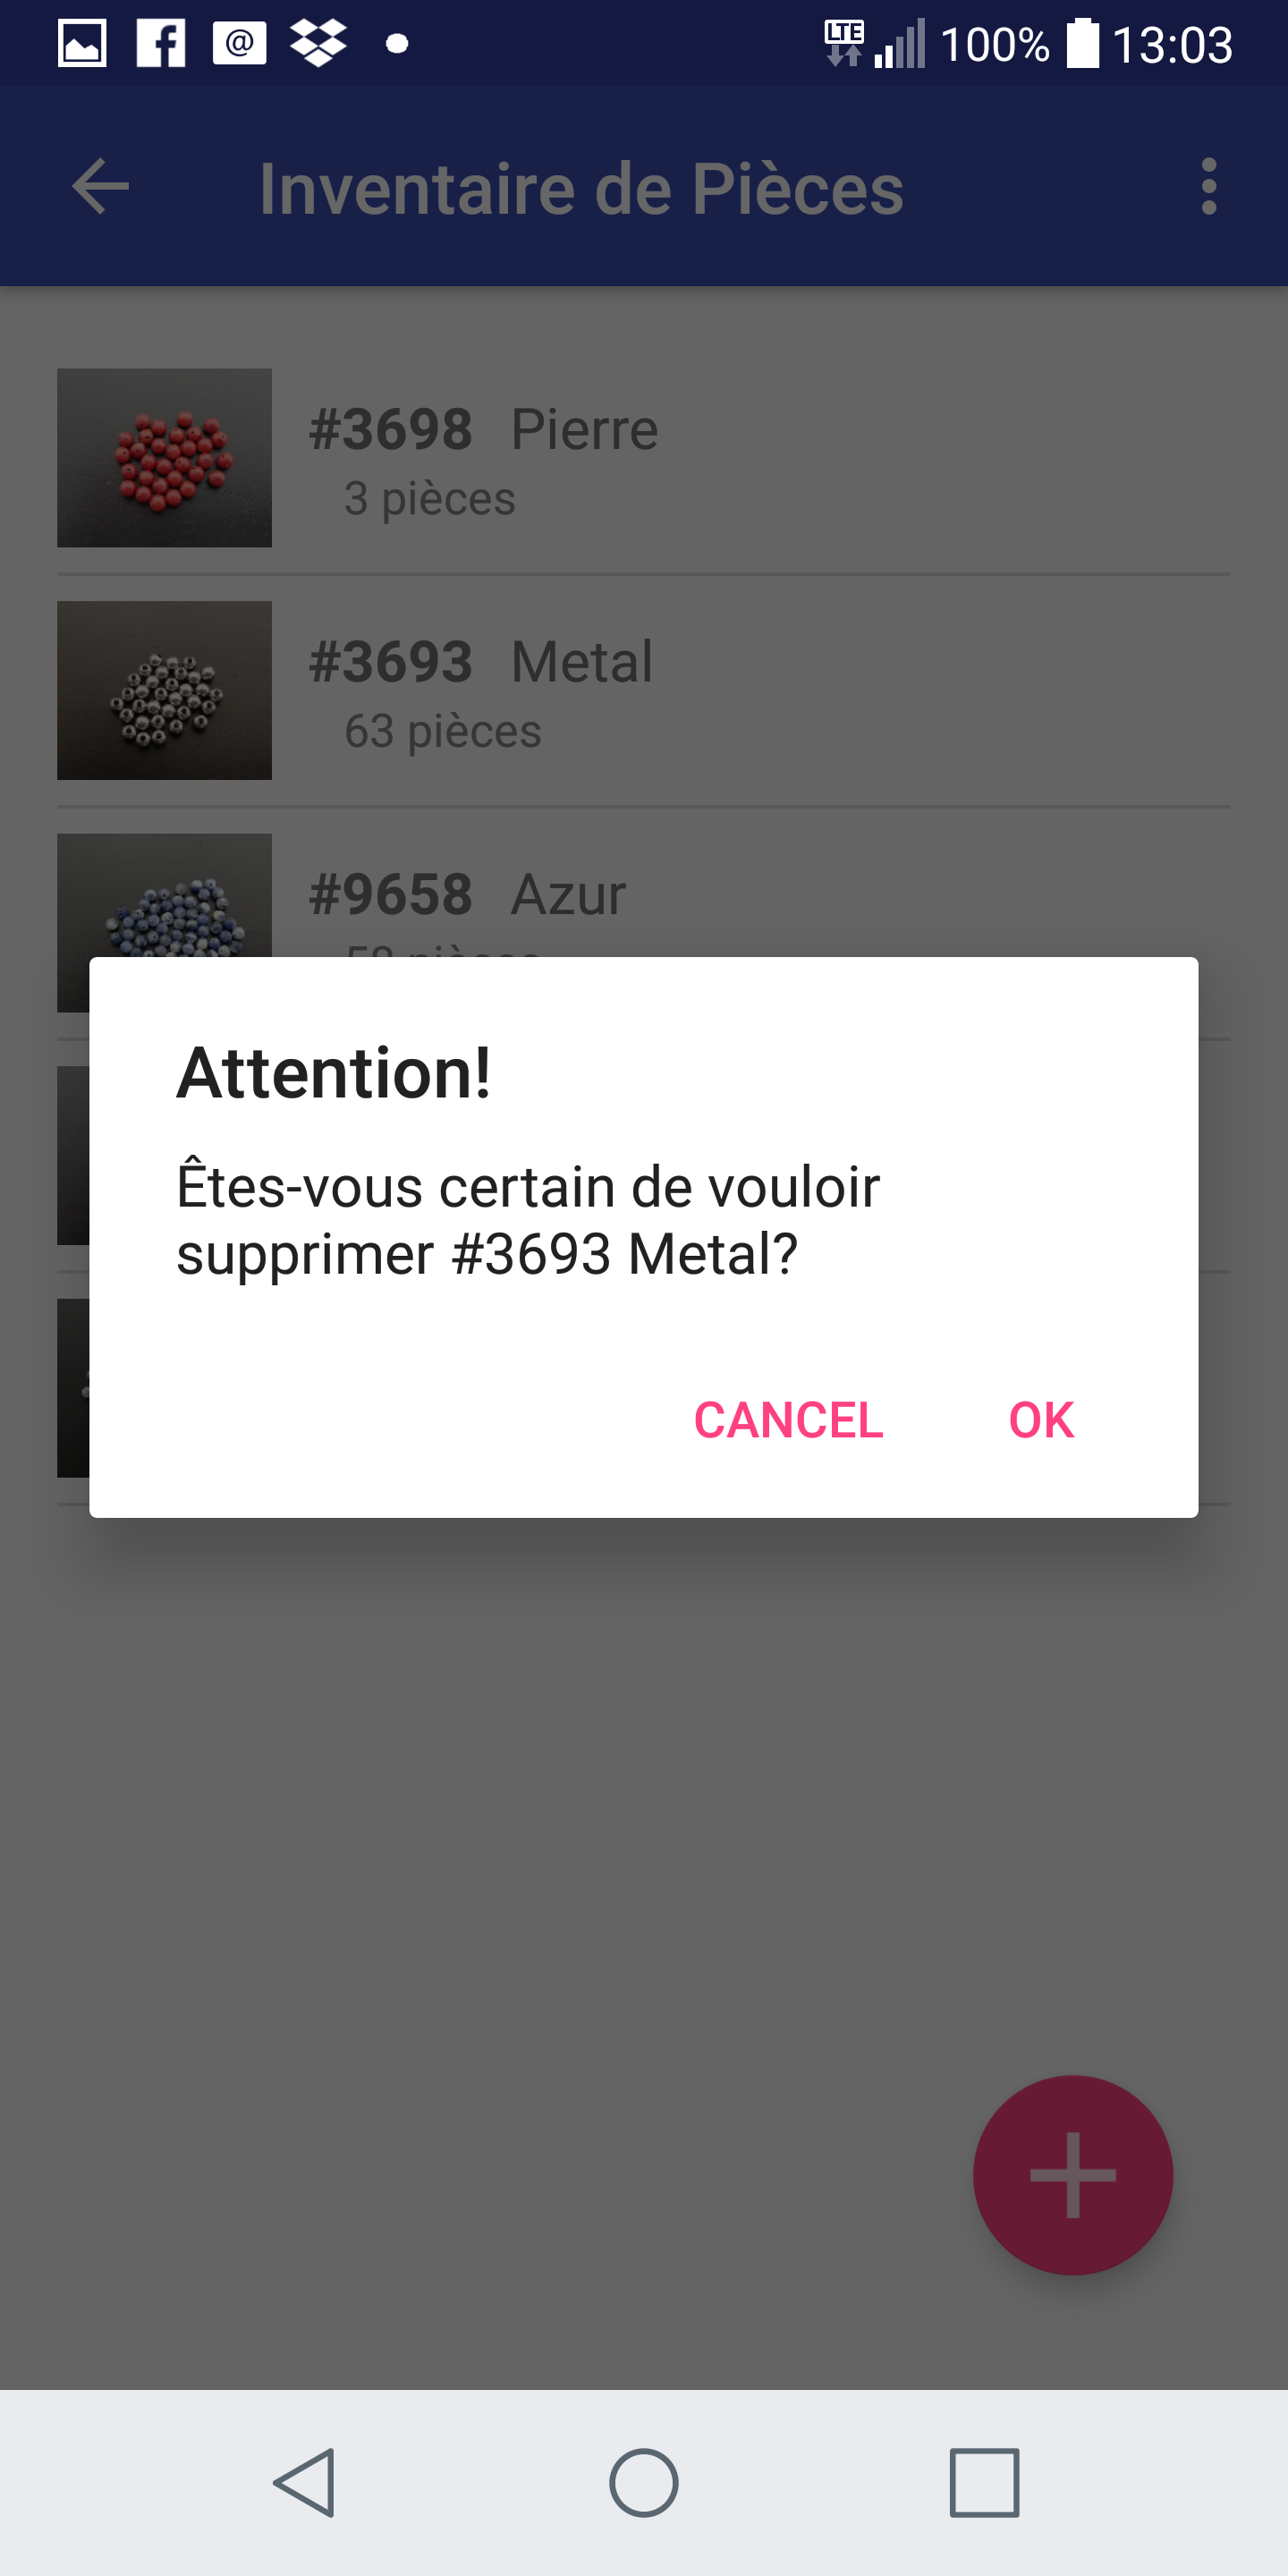 LTE 100% 13:03
Inventaire de Pièces
#3698 Pierre
3 pièces
#3693 Metal
63 pièces
#9658 Azur
Attention!
Êtes-vous certain de vouloir
supprimer #3693 Metal?
CANCEL OK